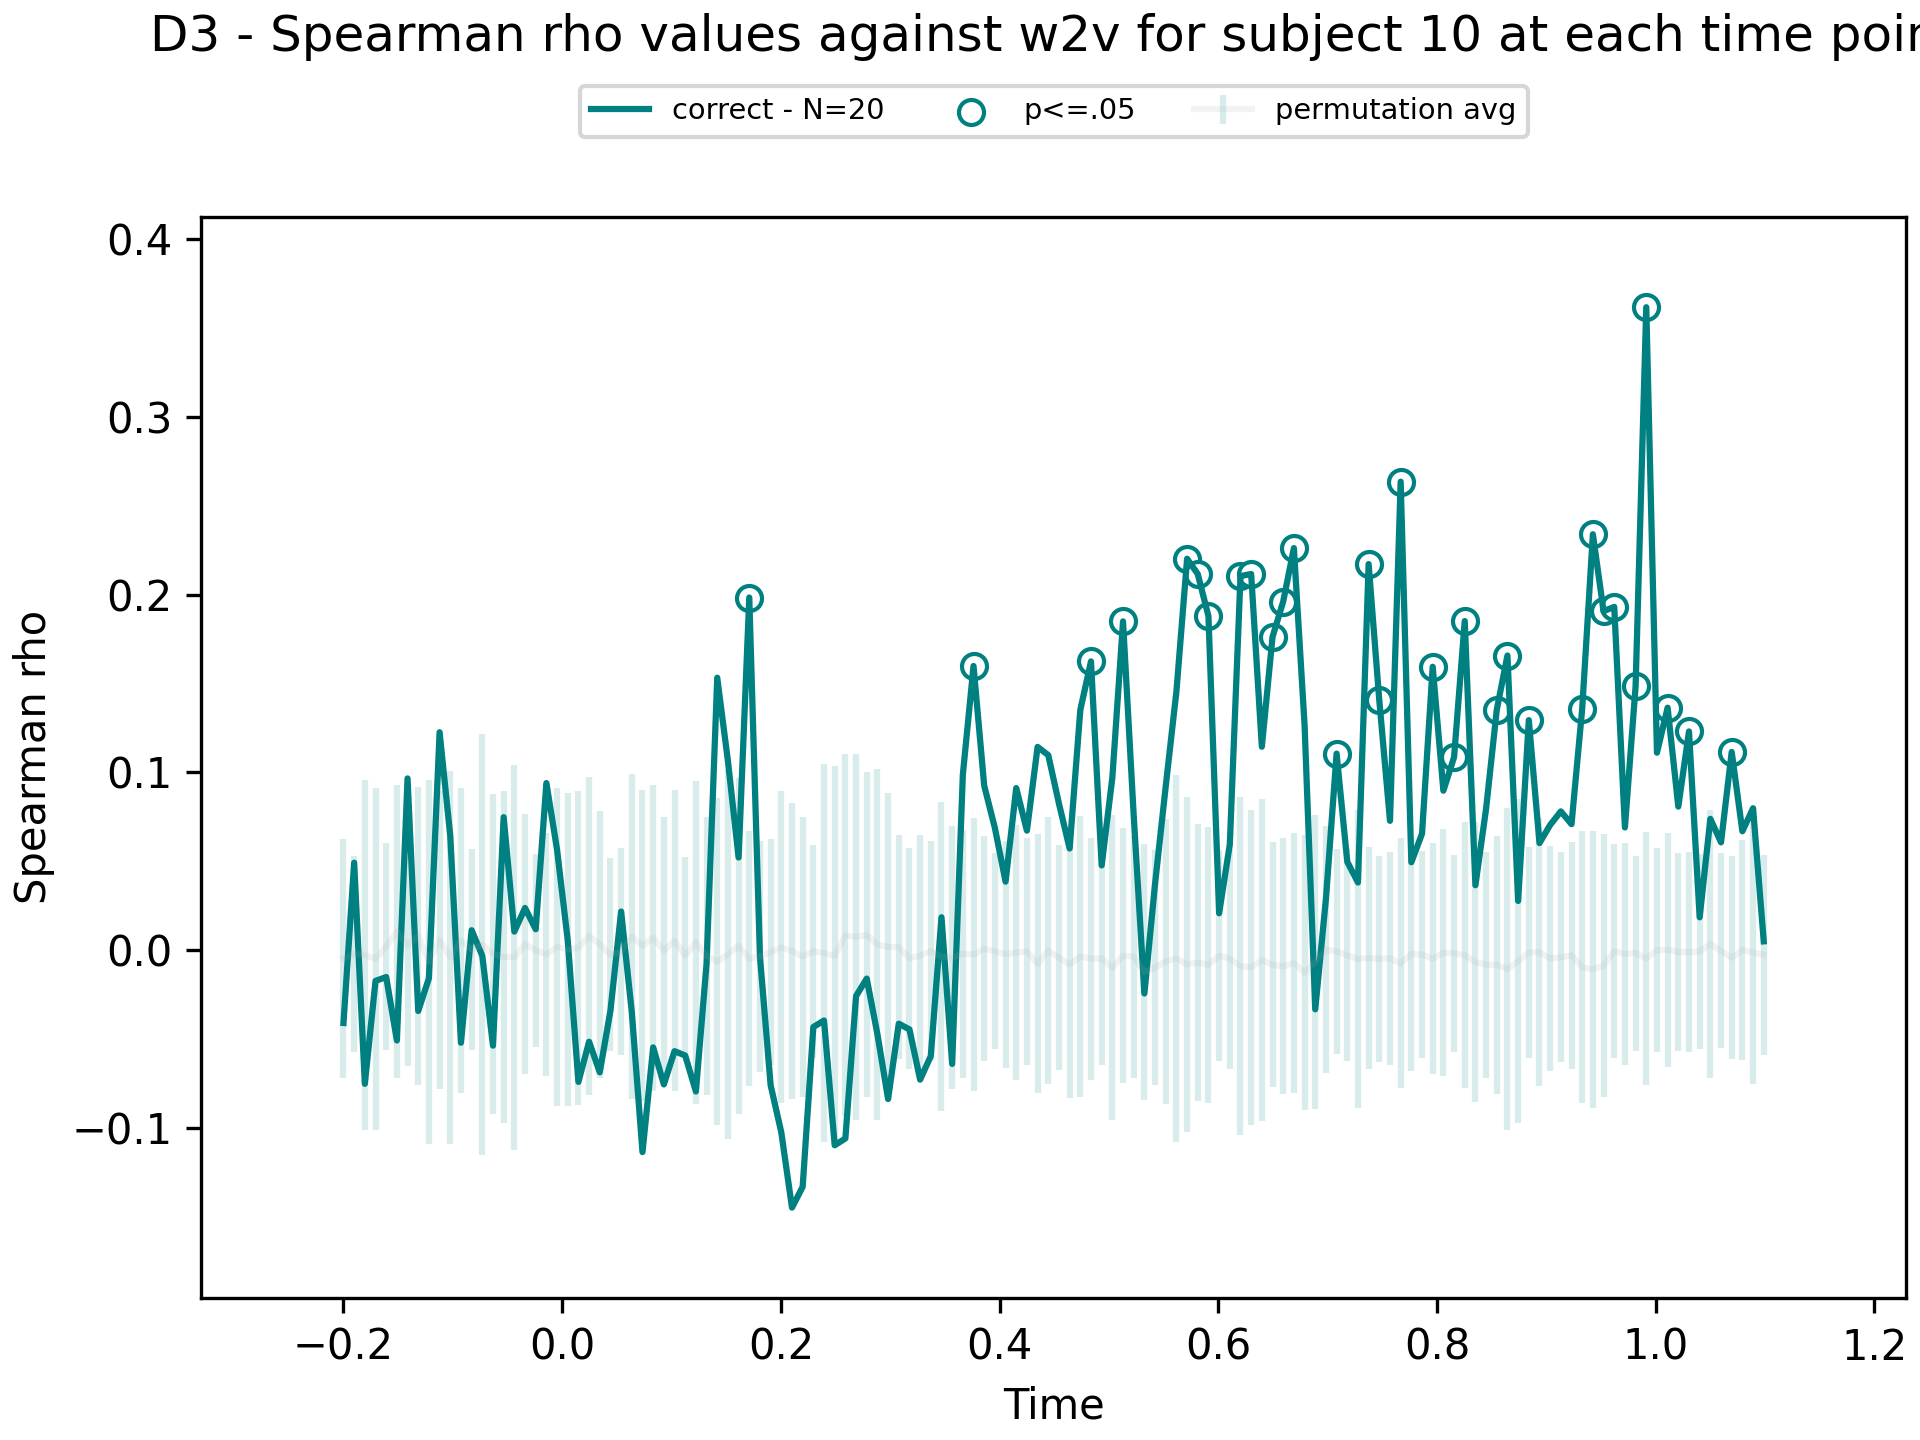 D3 - Spearman rho values against w2v for subject 10 at each time
correct - N=20
p<=.05
permutation avg
0.4
0.3
0.2
0.1
0.0
−0.1
Spearman rho
−0.2
0.0
0.2
0.4
0.6
0.8
1.0
1.2
Time